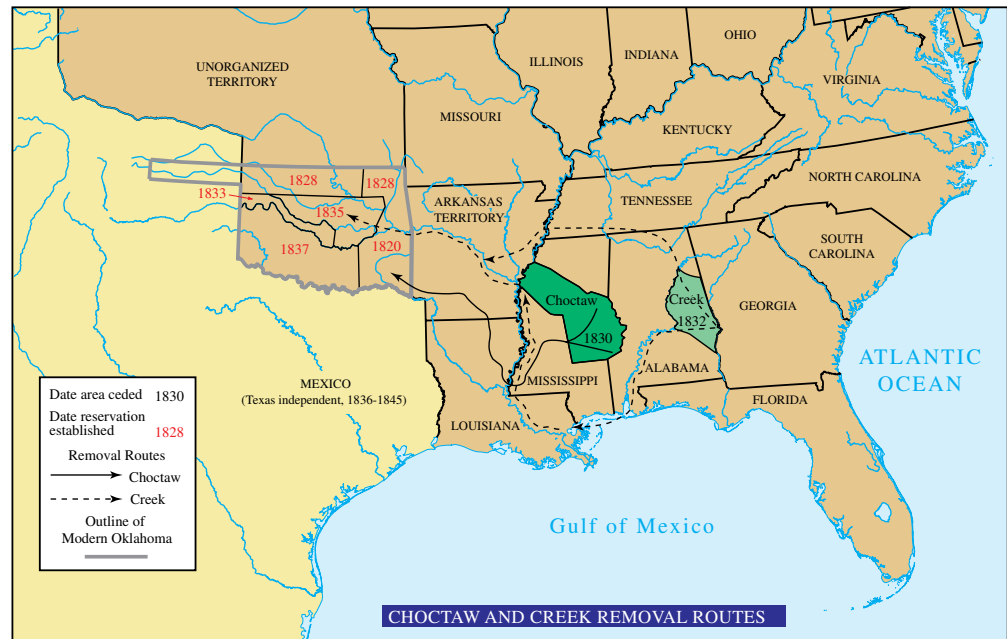 OHIO
INDIANA
ILLINOIS
UNORGANIZED
TERRITORY
VIRGINIA
MISSOURI
KENTUCKY
NORTH CAROLINA
1828
1828
1833
ARKANSAS
TERRITORY
TENNESSEE
1835
SOUTH
CAROLINA
1837
1820
Choctaw
Creek
GEORGIA
1832
1830
ATLANTIC
OCEAN
ALABAMA
MISSISSIPPI
MEXICO
(Texas independent, 1836-1845)
FLORIDA
LOUISIANA
Date area ceded 1830
Date reservation
established 1828
Removal Routes
Choctaw
Creek
Outline of
Modern Oklahoma
Gulf of Mexico
CHOCTAW AND CREEK REMOVAL ROUTES